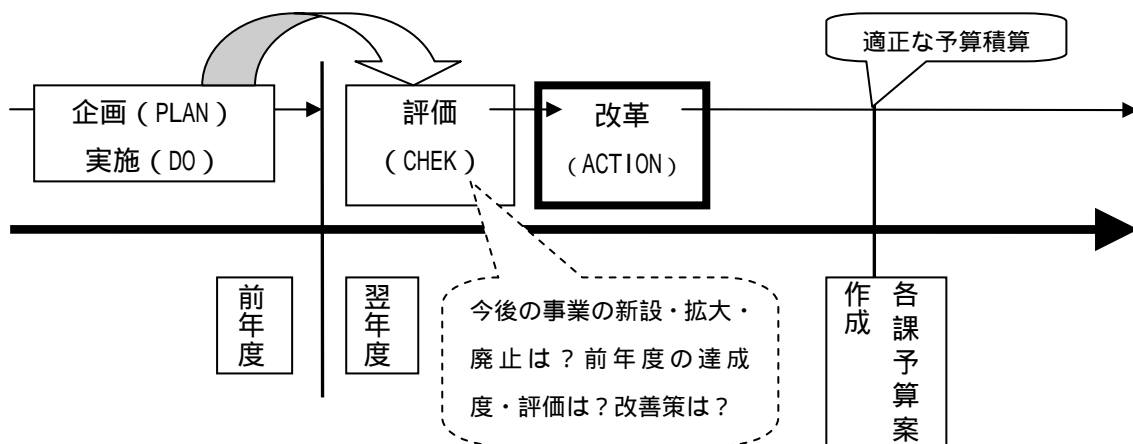 適正な予算積算
企画（PLAN）
実施（DO）
評価
（CHEK）
改革
（ACTION）
前年度
翌年度
今後の事業の新設・拡大・
廃止は？前年度の達成
度・評価は？改善策は？
各課予算案
作成